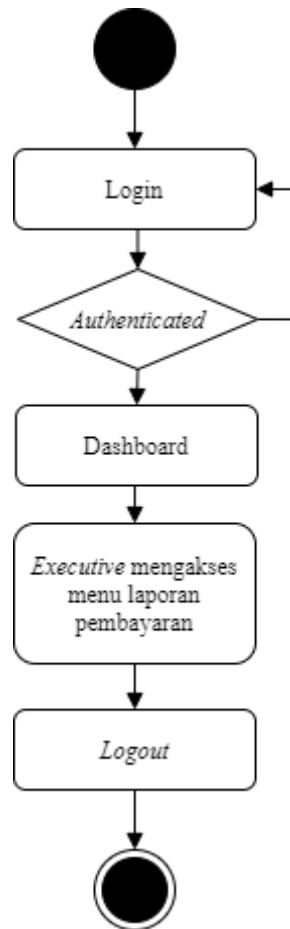 Login
Authenticated
Dashboard
Executive mengakses
menu laporan
pembayaran
Logout